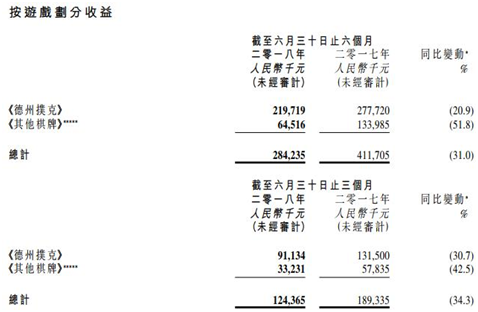 按遊戲劃分收益
截至六月三十日止六個月
二零一八年 二零一七年 同比變動*
人民幣千元 人民幣千元 %
(未經審計) (未經審計)
《德州撲克》 219,719 277,720 (20.9)
《其他棋牌》***** 64,516 133,985 (51.8)
總計 284,235 411,705 (31.0)
截至六月三十日止三個月
二零一八年 二零一七年 同比變動*
人民幣千元 人民幣千元 %
(未經審計) (未經審計)
《德州撲克》 91,134 131,500 (30.7)
《其他棋牌》***** 33,231 57,835 (42.5)
總計 124,365 189,335 (34.3)